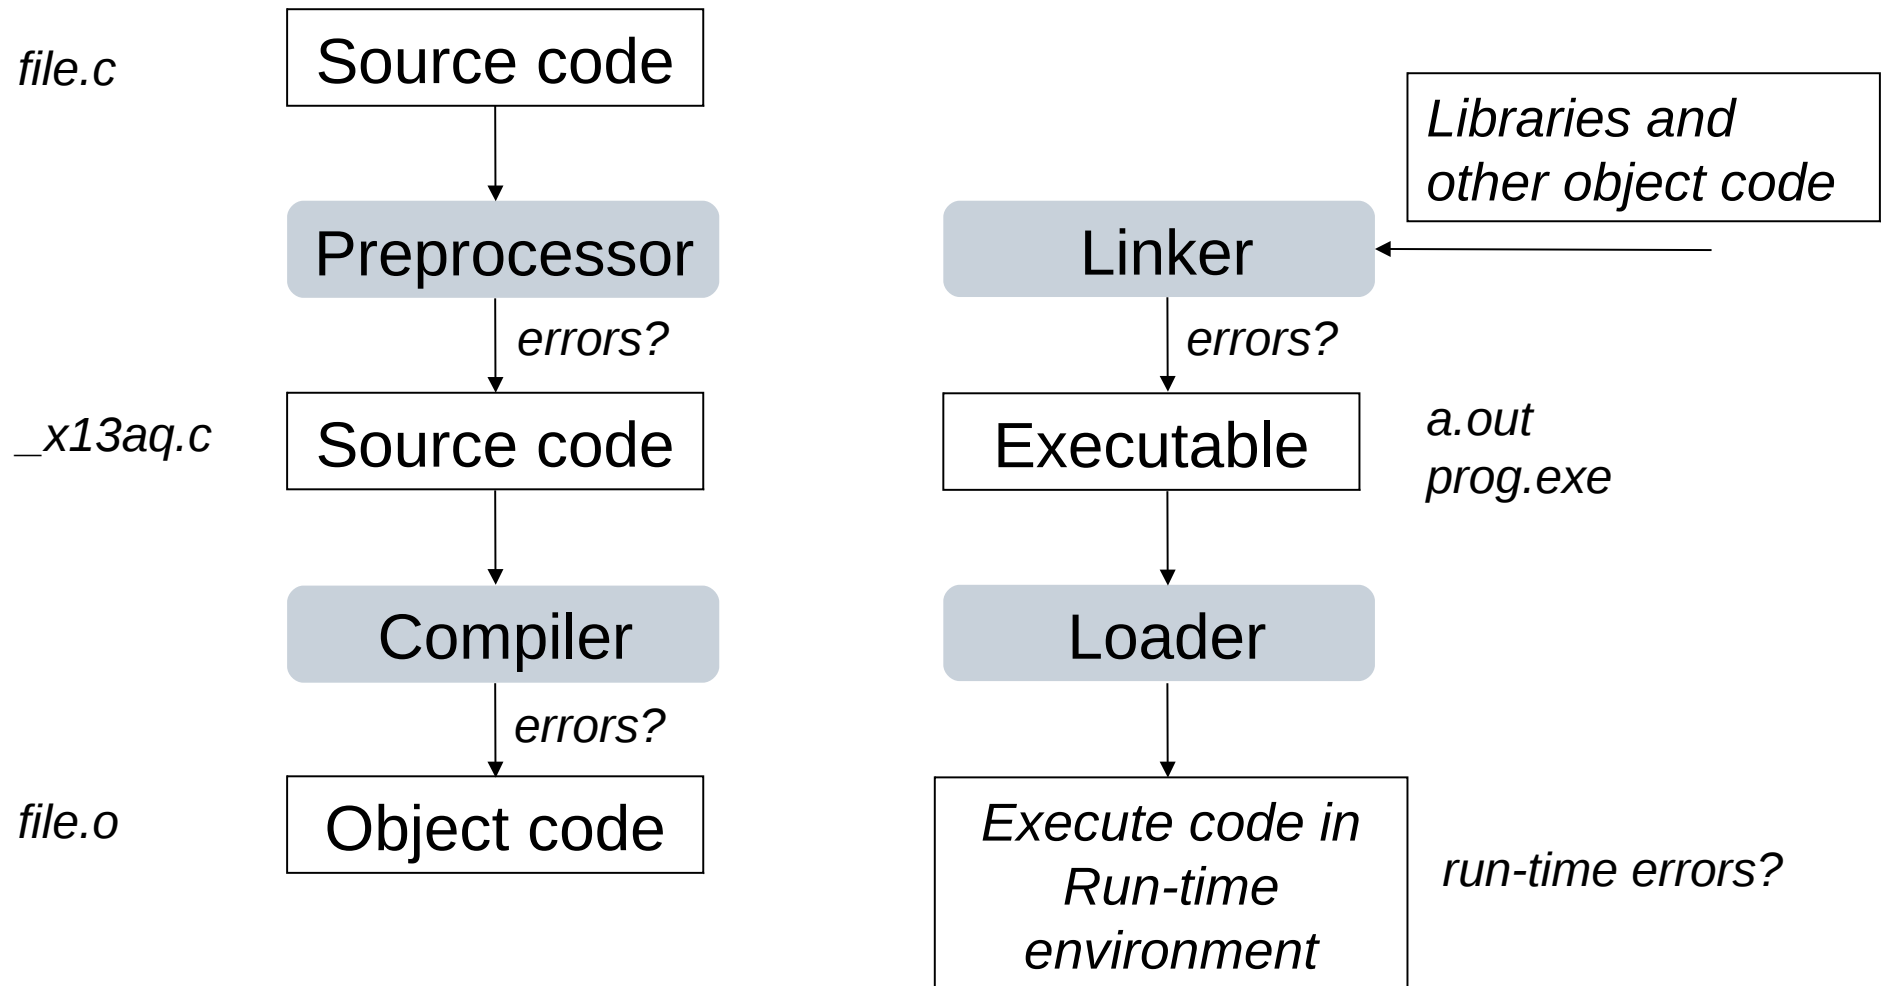 file.c
Source code
Preprocessor
errors?
_x13aq.c
Source code
Compiler
errors?
file.o
Object code
Libraries and
other object code
Linker
errors?
Executable
a.out
prog.exe
Loader
Execute code in
Run-time
environment
run-time errors?